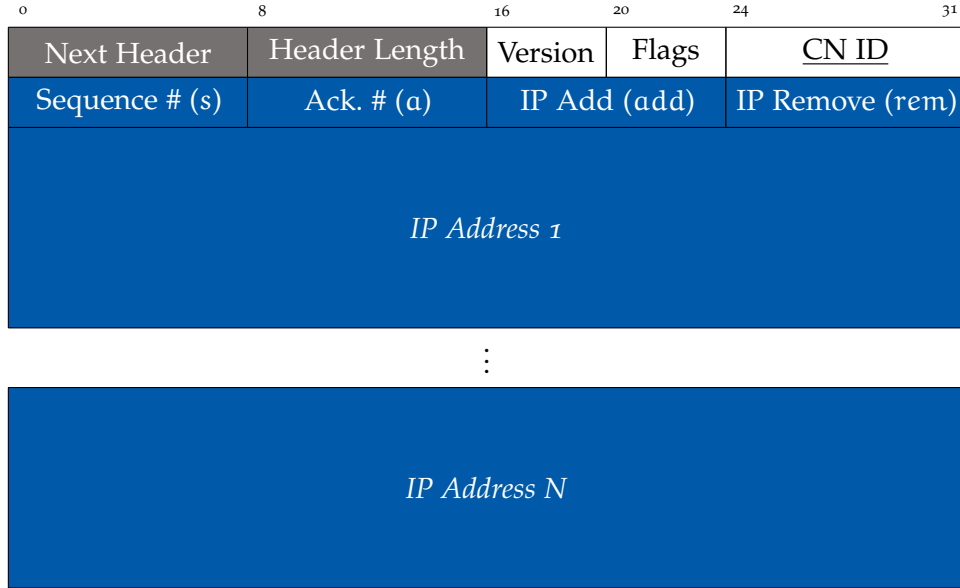 0 8 16 20 24 31
Next Header Header Length Version Flags CN ID
Sequence # (s) Ack. # (a) IP Add (add) IP Remove (rem)
IP Address 1
⋮
IP Address N